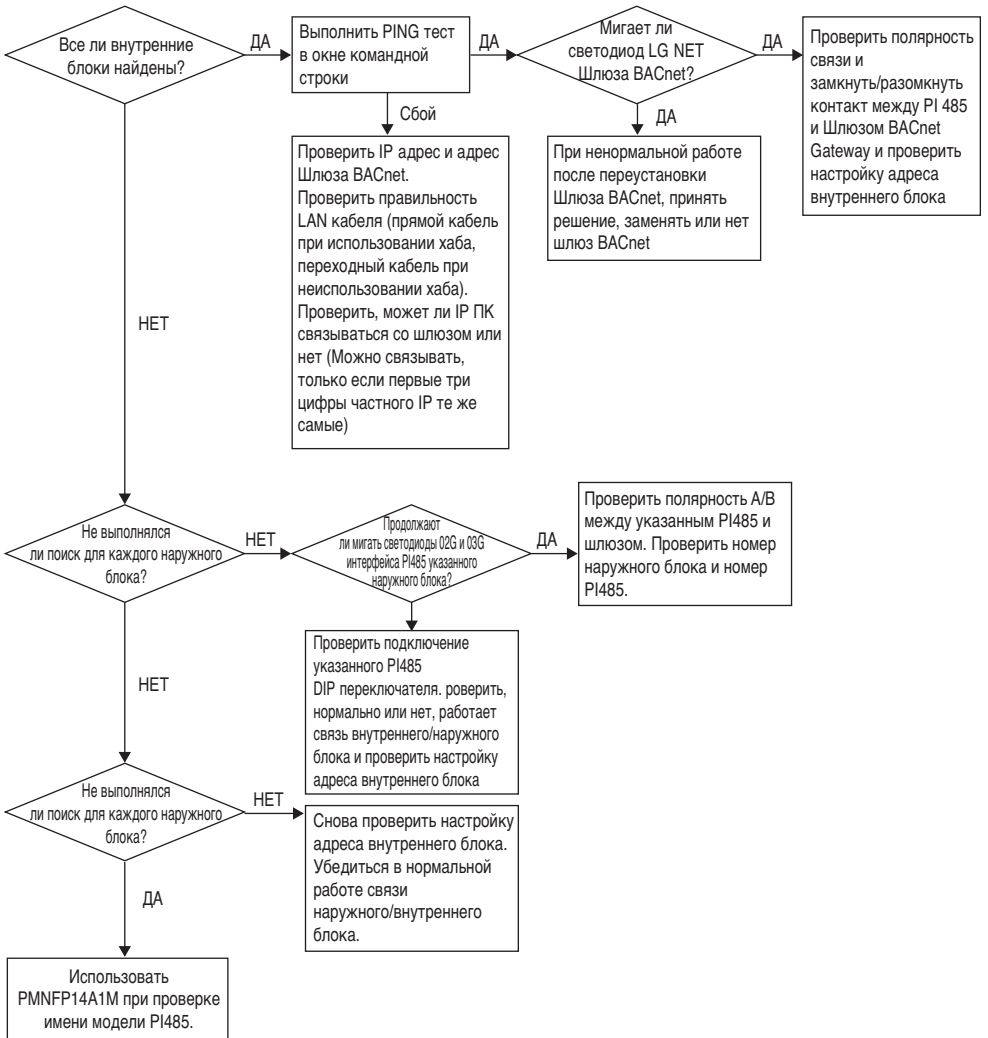 Все ли внутренние
блоки найдены?
ДА
Выполнить PING тест
в окне командной
строки
ДА
Мигает ли
светодиод LG NET
Шлюза BACnet?
ДА
Проверить полярность
связи и
замкнуть/разомкнуть
контакт между PI 485
и Шлюзом BACnet
Gateway и проверить
настройку адреса
внутреннего блока
Сбой
ДА
Проверить IP адрес и адрес
Шлюза BACnet.
Проверить правильность
LAN кабеля (прямой кабель
при использовании хаба,
переходный кабель при
неиспользовании хаба).
Проверить, может ли IP ПК
связываться со шлюзом или
нет (Можно связывать,
только если первые три
цифры частного IP те же
самые)
При ненормальной работе
после переустановки
Шлюза BACnet, принять
решение, заменять или нет
шлюз BACnet
НЕТ
Не выполнялся
ли поиск для каждого наружного
блока?
НЕТ
Продолжают
ли мигать светодиоды 02G и 03G
интерфейса PI485 указанного
наружного блока?
ДА
Проверить полярность A/B
между указанным PI485 и
шлюзом. Проверить номер
наружного блока и номер
PI485.
НЕТ
Проверить подключение
указанного PI485
DIP переключателя. роверить,
нормально или нет, работает
связь внутреннего/наружного
блока и проверить настройку
адреса внутреннего блока
Не выполнялся
ли поиск для каждого наружного
блока?
НЕТ
Снова проверить настройку
адреса внутреннего блока.
Убедиться в нормальной
работе связи
наружного/внутреннего
блока.
ДА
Использовать
PMNFP14A1M при проверке
имени модели PI485.